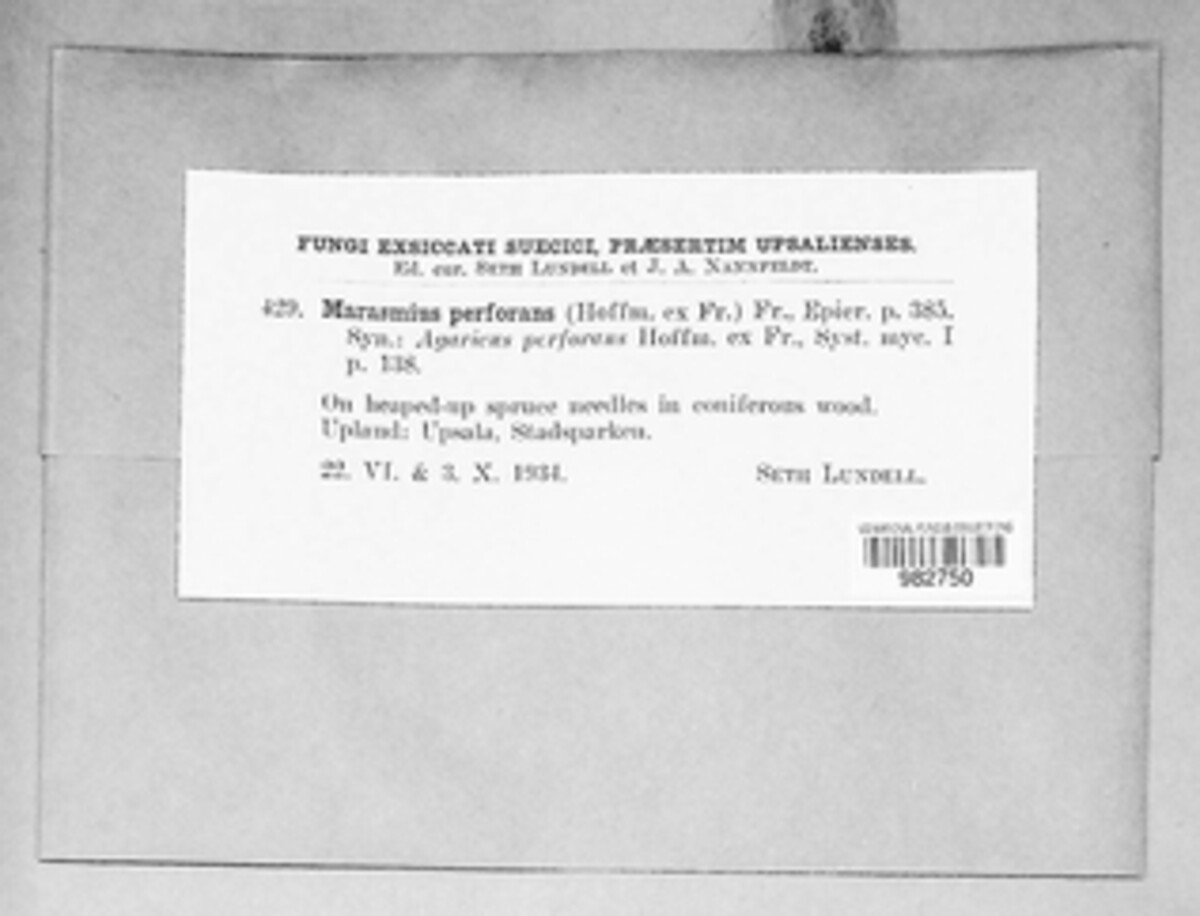 FUNGI EXSICCATI SUECICI, PRÆSERTIM UPSALIENSES.
Ed. cur. SETH LUNDELL et J. A. NANNFELDT.
429. Marasmius perforans (Hoffm. ex Fr.) Fr., Epicr. p. 385.
Syn.: Agaricus perforans Hoffm. ex Fr., Syst. myc. I
p. 138.
On heaped-up spruce needles in coniferous wood.
Upland: Upsala, Stadsparken.
22. VI. & 3. X. 1934. SETH LUNDELL.
982750